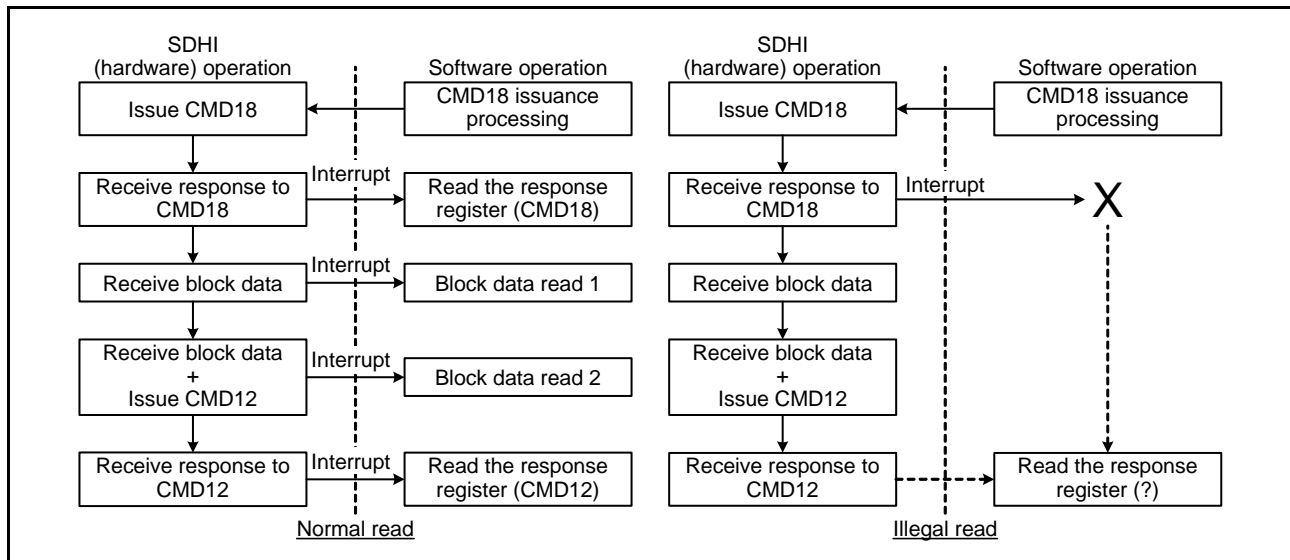 SDHI
(hardware) operation
Software operation
Issue CMD18
CMD18 issuance
processing
Receive response to
CMD18
Interrupt
Read the response
register (CMD18)
Receive block data
Interrupt
Block data read 1
Receive block data
+
Issue CMD12
Interrupt
Block data read 2
Receive response to
CMD12
Interrupt
Read the response
register (CMD12)
Normal read
SDHI
(hardware) operation
Software operation
Issue CMD18
CMD18 issuance
processing
Receive response to
CMD18
Interrupt
X
Receive block data
Receive block data
+
Issue CMD12
Receive response to
CMD12
Read the response
register (?)
Illegal read